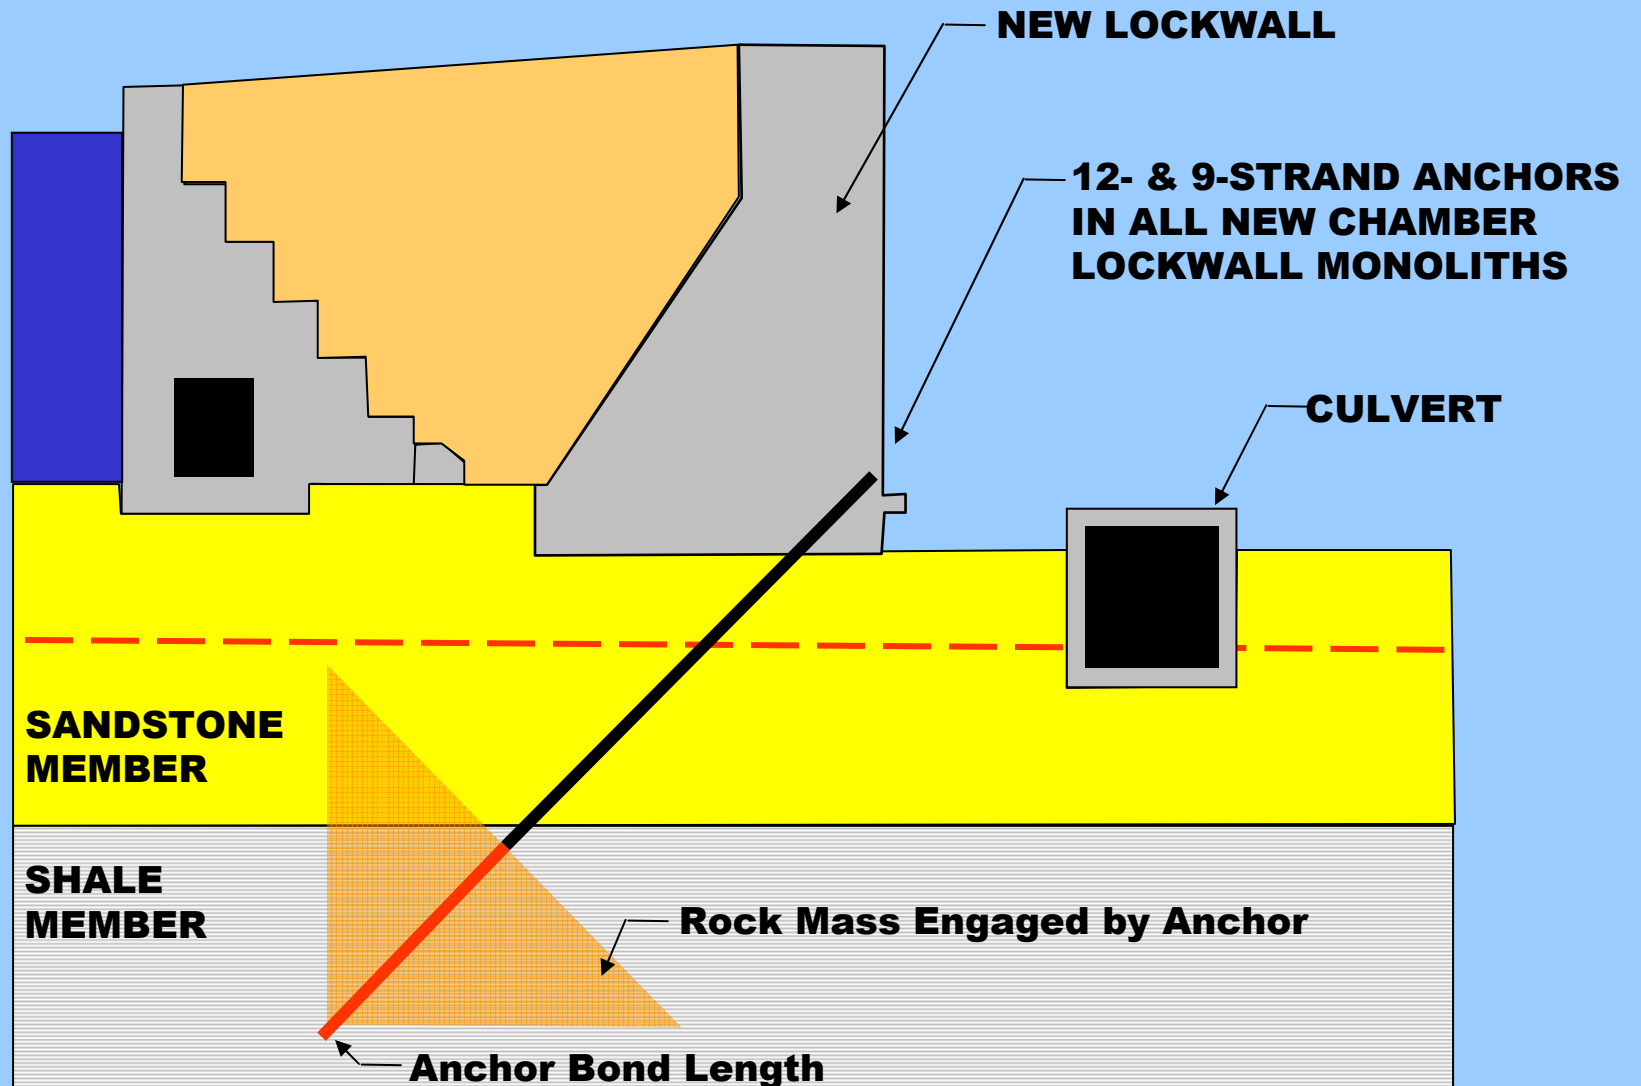 NEW LOCKWALL
12- & 9-STRAND ANCHORS
IN ALL NEW CHAMBER
LOCKWALL MONOLITHS
CULVERT
SANDSTONE
MEMBER
SHALE
MEMBER
Rock Mass Engaged by Anchor
Anchor Bond Length